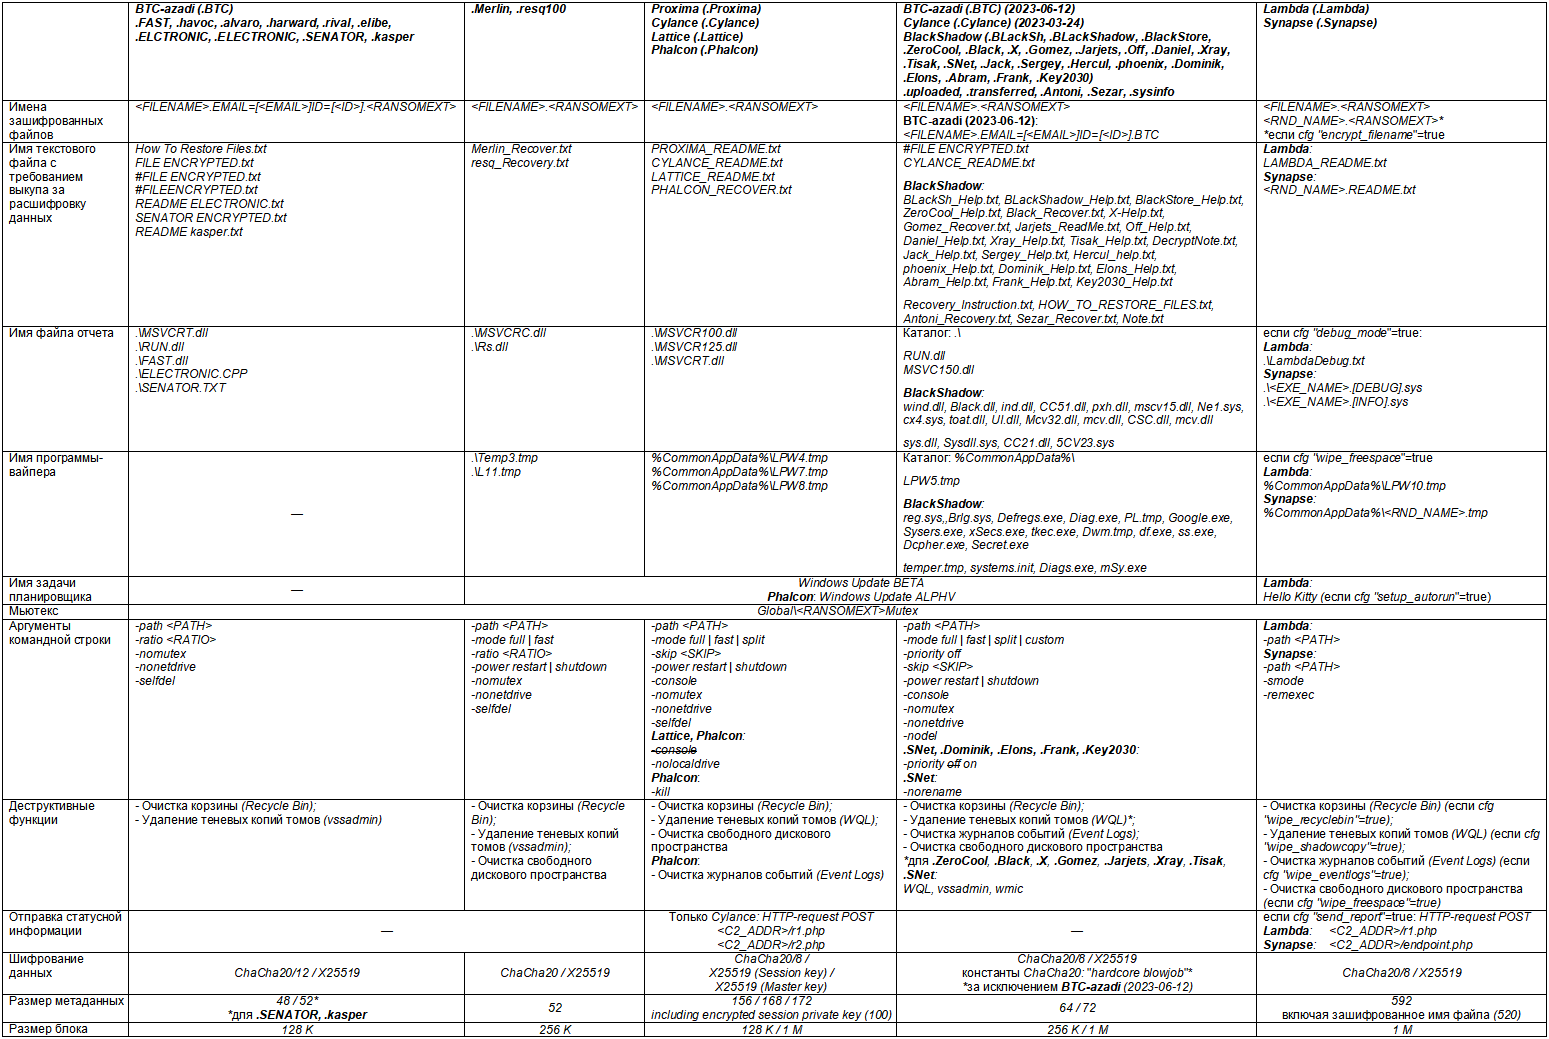 BTC-azadi (.BTC)
.FAST, .havoc, .alvaro, .harward, .rival, .elibe,
.ELCTRONIC, .ELECTRONIC, .SENATOR, .kasper
.Merlin, .resq100
Proxima (.Proxima)
Cylance (.Cylance)
Lattice (.Lattice)
Phalcon (.Phalcon)
BTC-azadi (.BTC) (2023-06-12)
Cylance (.Cylance) (2023-03-24)
BlackShadow (.BLackSh, .BLackShadow, .BlackStore,
.ZeroCool, .Black, .X, .Gomez, .Jarjets, .Off, .Daniel, .Xray,
.Tisak, .SNet, .Jack, .Sergey, .Hercul, .phoenix, .Dominik,
.Elons, .Abram, .Frank, .Key2030)
.uploaded, .transferred, .Antoni, .Sezar, .sysinfo
Lambda (.Lambda)
Synapse (.Synapse)
Имена
зашифрованных
файлов
<FILENAME>.EMAIL=[<EMAIL>]ID=[<ID>].<RANSOMEXT>
<FILENAME>.<RANSOMEXT>
<FILENAME>.<RANSOMEXT>
<FILENAME>.<RANSOMEXT>
BTC-azadi (2023-06-12):
<FILENAME>.EMAIL=[<EMAIL>]ID=[<ID>].BTC
<FILENAME>.<RANSOMEXT>
<RND_NAME>.<RANSOMEXT>*
*если cfg "encrypt_filename"=true
Имя текстового
файла с
требованием
выкупа за
расшифровку
данных
How To Restore Files.txt
FILE ENCRYPTED.txt
#FILE ENCRYPTED.txt
#FILEENCRYPTED.txt
README ELECTRONIC.txt
SENATOR ENCRYPTED.txt
README kasper.txt
Merlin_Recover.txt
resq_Recovery.txt
PROXIMA_README.txt
CYLANCE_README.txt
LATTICE_README.txt
PHALCON_RECOVER.txt
#FILE ENCRYPTED.txt
CYLANCE_README.txt
BlackShadow:
BLackSh_Help.txt, BLackShadow_Help.txt, BlackStore_Help.txt,
ZeroCool_Help.txt, Black_Recover.txt, X-Help.txt,
Gomez_Recover.txt, Jarjets_ReadMe.txt, Off_Help.txt,
Daniel_Help.txt, Xray_Help.txt, Tisak_Help.txt, DecryptNote.txt,
Jack_Help.txt, Sergey_Help.txt, Hercul_help.txt,
phoenix_Help.txt, Dominik_Help.txt, Elons_Help.txt,
Abram_Help.txt, Frank_Help.txt, Key2030_Help.txt
Recovery_Instruction.txt, HOW_TO_RESTORE_FILES.txt,
Antoni_Recovery.txt, Sezar_Recover.txt, Note.txt
Lambda:
LAMBDA_README.txt
Synapse:
<RND_NAME>.README.txt
Имя файла отчета
.\MSVCRT.dll
.\RUN.dll
.\FAST.dll
.\ELECTRONIC.CPP
.\SENATOR.TXT
.\MSVCRC.dll
.\Rs.dll
.\MSVCR100.dll
.\MSVCR125.dll
.\MSVCRT.dll
Каталог: .\
RUN.dll
MSVC150.dll
BlackShadow:
wind.dll, Black.dll, ind.dll, CC51.dll, pxh.dll, mscv15.dll, Ne1.sys,
cx4.sys, toat.dll, UI.dll, Mcv32.dll, mcv.dll, CSC.dll, mcv.dll
sys.dll, Sysdll.sys, CC21.dll, 5CV23.sys
если cfg "debug_mode"=true:
Lambda:
.\LambdaDebug.txt
Synapse:
.\<EXE_NAME>.[DEBUG].sys
.\<EXE_NAME>.[INFO].sys
Имя программы-
вайпера
—
.\Temp3.tmp
.\L11.tmp
%CommonAppData%\LPW4.tmp
%CommonAppData%\LPW7.tmp
%CommonAppData%\LPW8.tmp
Каталог: %CommonAppData%\
LPW5.tmp
BlackShadow:
reg.sys,,Brlg.sys, Defregs.exe, Diag.exe, PL.tmp, Google.exe,
Sysers.exe, xSecs.exe, tkec.exe, Dwm.tmp, df.exe, ss.exe,
Dcpher.exe, Secret.exe
temper.tmp, systems.init, Diags.exe, mSy.exe
если cfg "wipe_freespace"=true
Lambda:
%CommonAppData%\LPW10.tmp
Synapse:
%CommonAppData%\<RND_NAME>.tmp
Имя задачи
планировщика
—
Windows Update BETA
Phalcon: Windows Update ALPHV
Lambda:
Hello Kitty (если cfg "setup_autorun"=true)
Мьютекс
Global\<RANSOMEXT>Mutex
Аргументы
командной строки
-path <PATH>
-ratio <RATIO>
-nomutex
-nonetdrive
-selfdel
-path <PATH>
-mode full | fast
-ratio <RATIO>
-power restart | shutdown
-nomutex
-nonetdrive
-selfdel
-path <PATH>
-mode full | fast | split
-skip <SKIP>
-power restart | shutdown
-console
-nomutex
-nonetdrive
-selfdel
Lattice, Phalcon:
-console
-nolocaldrive
Phalcon:
-kill
-path <PATH>
-mode full | fast | split | custom
-priority off
-skip <SKIP>
-power restart | shutdown
-console
-nomutex
-nonetdrive
-nodel
.SNet, .Dominik, .Elons, .Frank, .Key2030:
-priority off on
.SNet:
-norename
Lambda:
-path <PATH>
Synapse:
-path <PATH>
-smode
-remexec
Деструктивные
функции
- Очистка корзины (Recycle Bin);
- Удаление теневых копий томов (vssadmin)
- Очистка корзины (Recycle
Bin);
- Удаление теневых копий
томов (vssadmin);
- Очистка свободного
дискового пространства
- Очистка корзины (Recycle Bin);
- Удаление теневых копий томов (WQL);
- Очистка свободного дискового
пространства
Phalcon:
- Очистка журналов событий (Event Logs)
- Очистка корзины (Recycle Bin);
- Удаление теневых копий томов (WQL)*;
- Очистка журналов событий (Event Logs);
- Очистка свободного дискового пространства
*для .ZeroCool, .Black, .X, .Gomez, .Jarjets, .Xray, .Tisak,
.SNet:
WQL, vssadmin, wmic
- Очистка корзины (Recycle Bin) (если cfg
"wipe_recyclebin"=true);
- Удаление теневых копий томов (WQL) (если cfg
"wipe_shadowcopy"=true);
- Очистка журналов событий (Event Logs) (если
cfg "wipe_eventlogs"=true);
- Очистка свободного дискового пространства
(если cfg "wipe_freespace"=true)
Отправка статусной
информации
—
Только Cylance: HTTP-request POST
<C2_ADDR>/r1.php
<C2_ADDR>/r2.php
—
если cfg "send_report"=true: HTTP-request POST
Lambda: <C2_ADDR>/r1.php
Synapse: <C2_ADDR>/endpoint.php
Шифрование
данных
ChaCha20/12 / X25519
ChaCha20 / X25519
ChaCha20/8 /
X25519 (Session key) /
X25519 (Master key)
ChaCha20/8 / X25519
константы ChaCha20: "hardcore blowjob"*
*за исключением BTC-azadi (2023-06-12)
ChaCha20/8 / X25519
Размер метаданных
48 / 52*
*для .SENATOR, .kasper
52
156 / 168 / 172
including encrypted session private key (100)
64 / 72
592
включая зашифрованное имя файла (520)
Размер блока
128 K
256 K
128 K / 1 M
256 K / 1 M
1 M